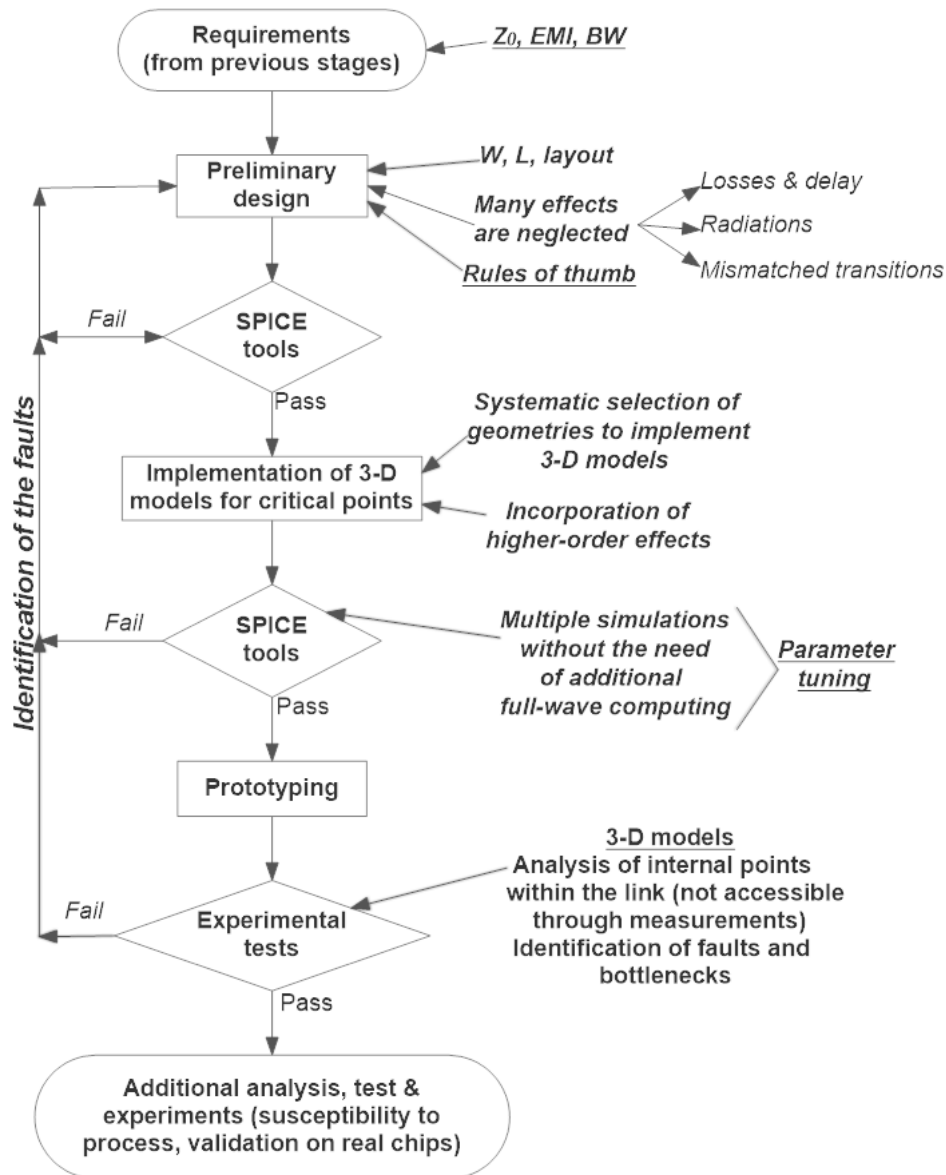 Requirements
(from previous stages)
Z0, EMI, BW
Preliminary
design
W, L, layout
Many effects
are neglected
Rules of thumb
Losses & delay
Radiations
Mismatched transitions
Fail
SPICE
tools
Pass
Identification of the faults
Implementation of 3-D
models for critical points
Systematic selection of
geometries to implement
3-D models
Incorporation of
higher-order effects
Fail
SPICE
tools
Pass
Multiple simulations
without the need
of additional
full-wave computing
Parameter
tuning
Prototyping
3-D models
Analysis of internal points
within the link (not accessible
through measurements)
Identification of faults and
bottlenecks
Fail
Experimental
tests
Pass
Additional analysis, test &
experiments (susceptibility to
process, validation on real chips)